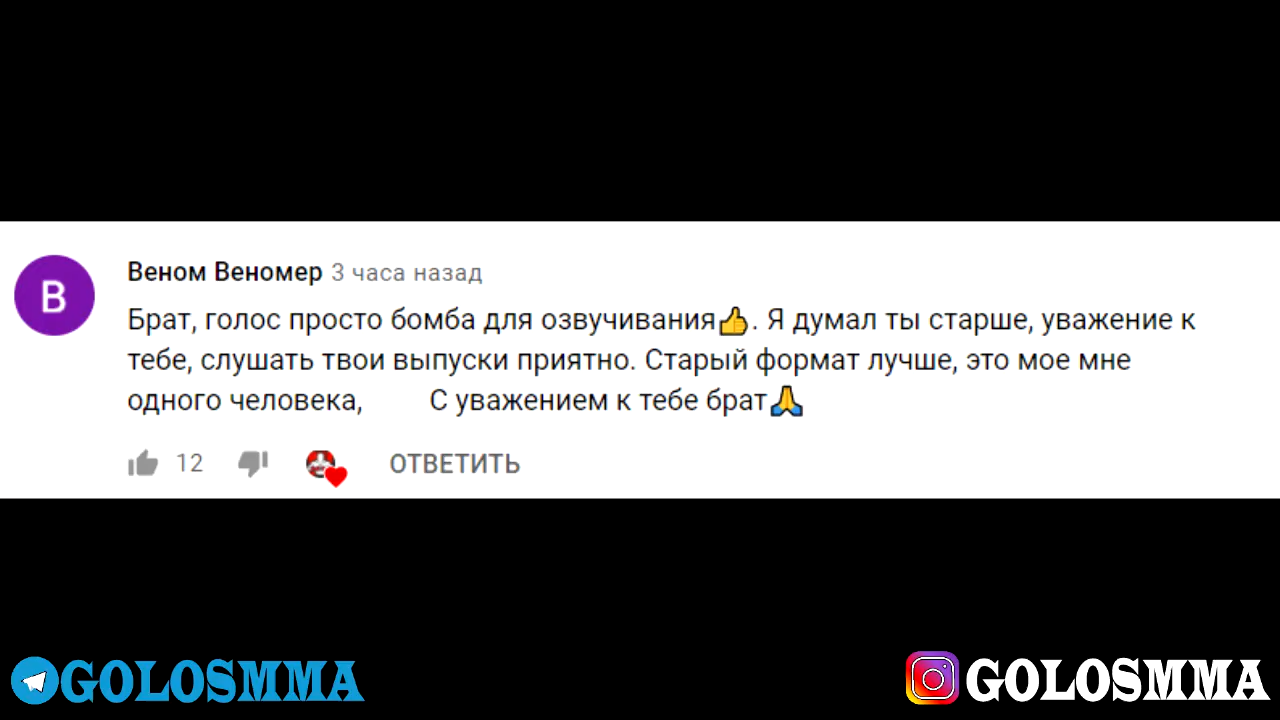 Веном Веномер 3 часа назад
Брат, голос просто бомба для озвучивания👍. Я думал ты старше, уважение к
тебе, слушать твои выпуски приятно. Старый формат лучше, это мое мне
одного человека, С уважением к тебе брат🙏
12 ОТВЕТИТЬ
B
GOLOSMMA
GOLOSMMA